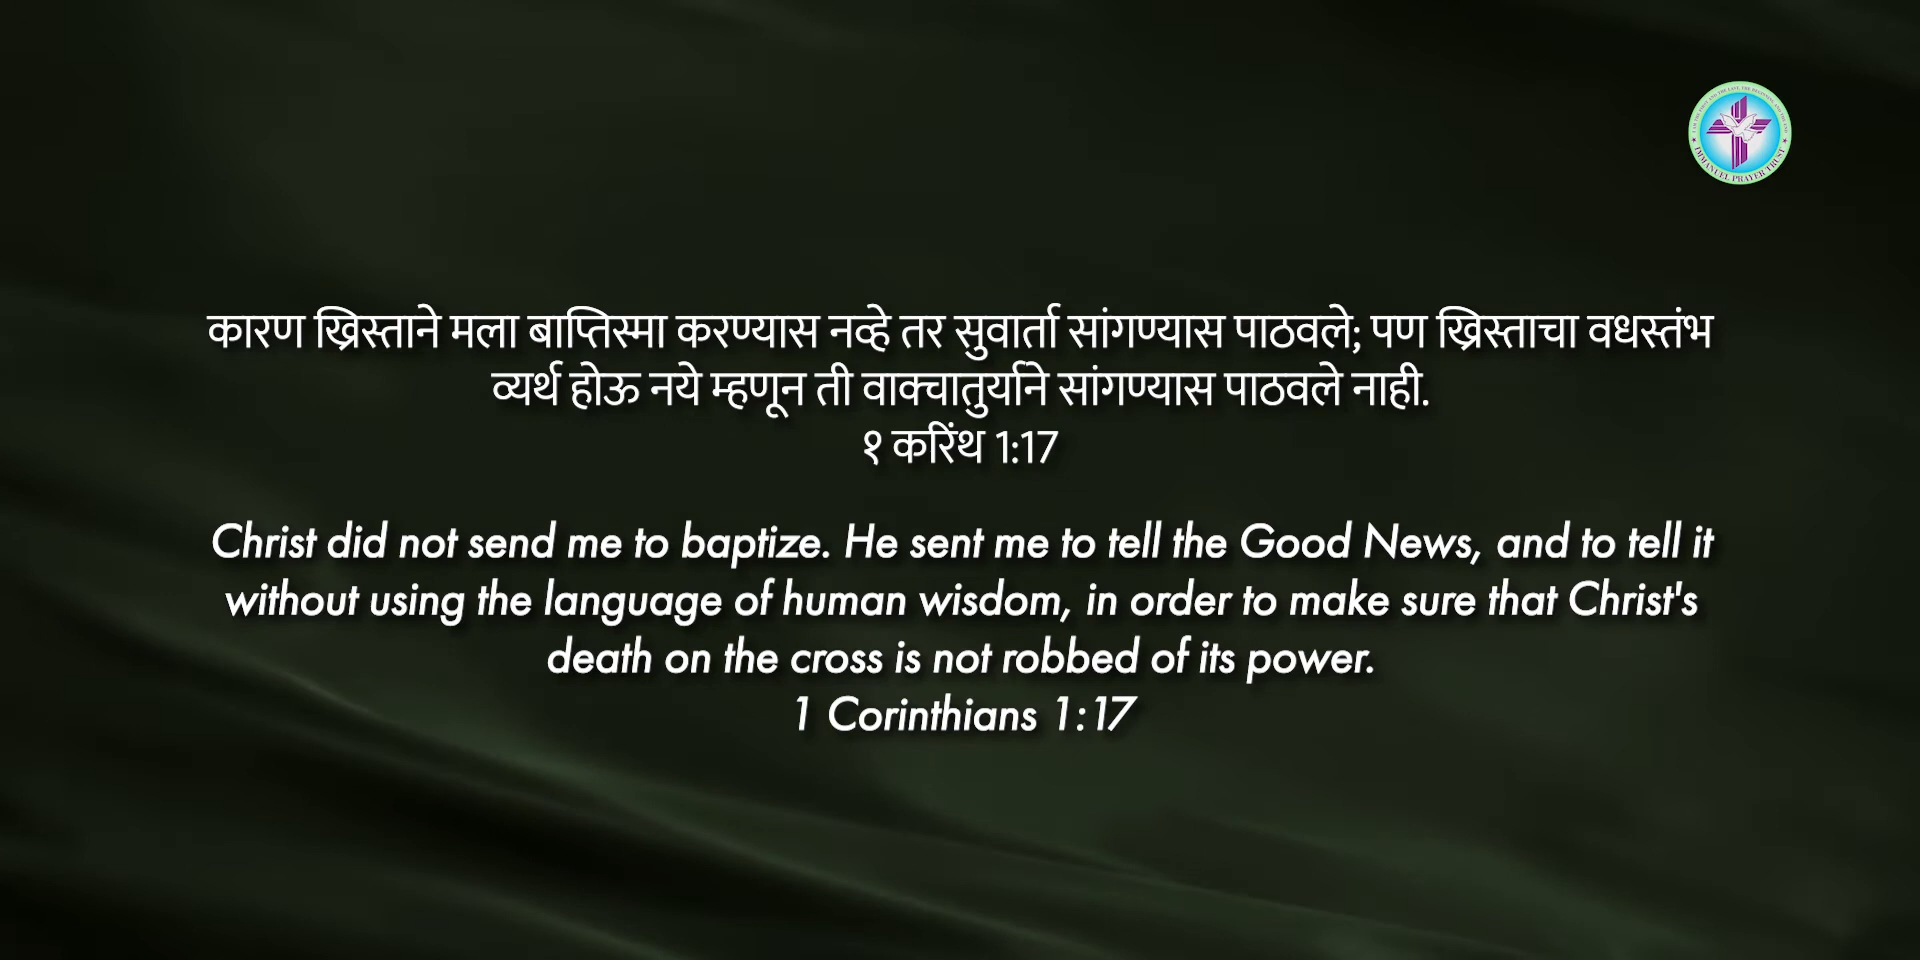 कारण ख्रिस्ताने मला बाप्तिस्मा करण्यास नव्हे तर सुवार्ता सांगण्यास पाठवले; पण ख्रिस्ताचा वधस्तंभ
व्यर्थ होऊ नये म्हणून ती वाक्चातुर्याने सांगण्यास पाठवले नाही.
१ करिंथ 1:17
Christ did not send me to baptize. He sent me to tell the Good News, and to tell it
without using the language of human wisdom, in order to make sure that Christ's
death on the cross is not robbed of its power.
1 Corinthians 1:17
IMMANUEL PRAYER TRUST